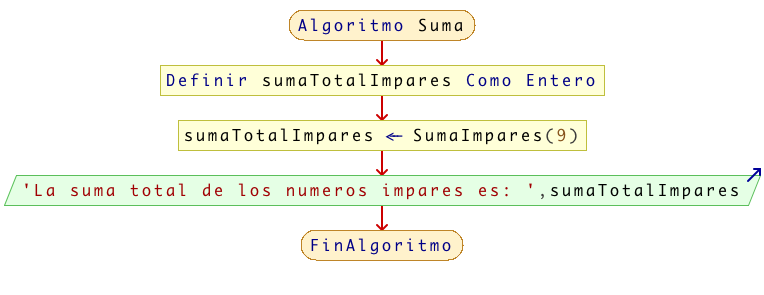 Algoritmo Suma
Definir sumaTotalImpares Como Entero
sumaTotalImpares ← SumaImpares(9)
'La suma total de los numeros impares es: ',sumaTotalImpares
FinAlgoritmo